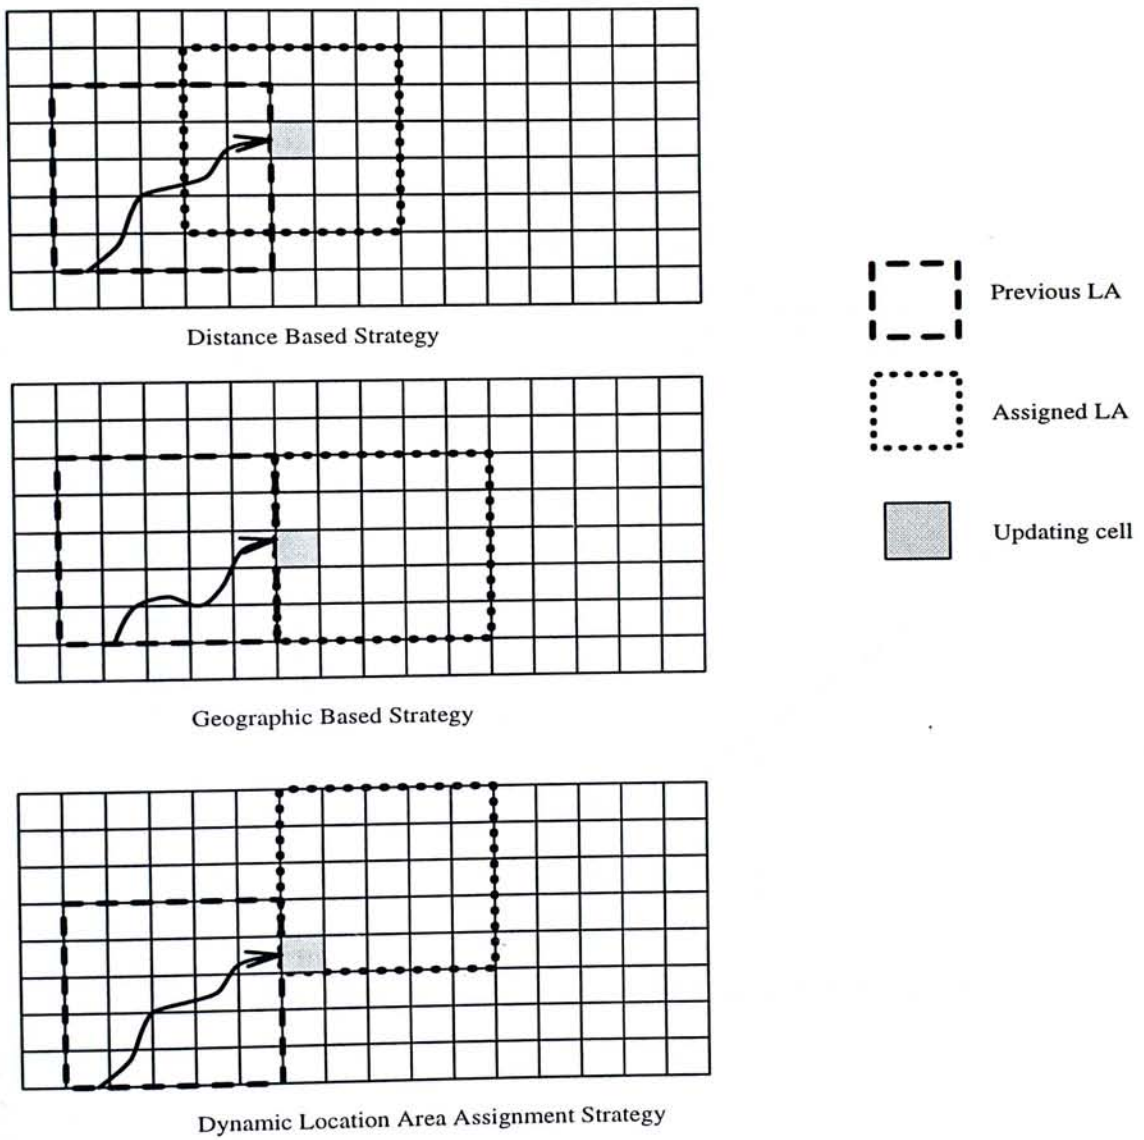 Distance Based Strategy
Previous LA
Assigned LA
Updating cell
Geographic Based Strategy
Dynamic Location Area Assignment Strategy